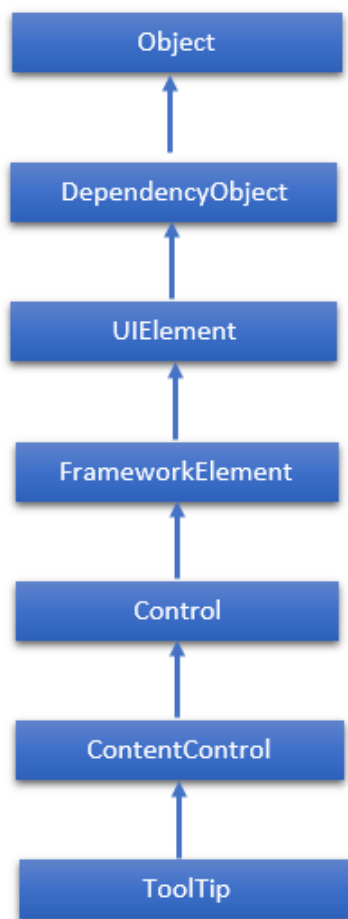 Object
DependencyObject
UIElement
FrameworkElement
Control
ContentControl
ToolTip